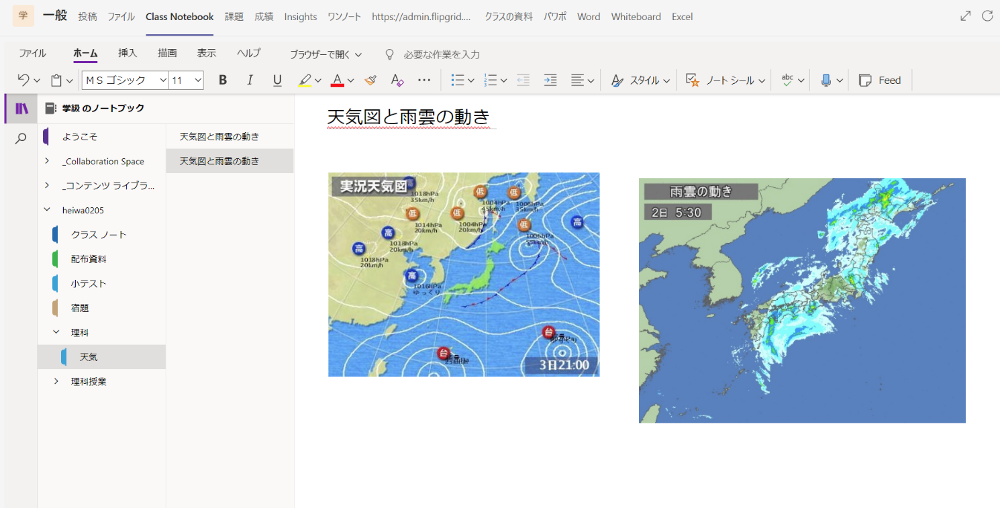 学 一般 投稿 ファイル Class Notebook 課題 成績 Insights ワンノート https://admin.flipgrid.... クラスの資料 パワポ Word Whiteboard Excel
ファイル ホーム 挿入 描画 表示 ヘルプ ブラウザーで開く 必要な作業を入力
ＭＳ ゴシック 11 B I U A A スタイル ノート シール abc Feed
学級 のノートブック
ようこそ
_Collaboration Space
_コンテンツ ライブラ...
heiwa0205
クラス ノート
配布資料
小テスト
宿題
理科
天気
理科授業
天気図と雨雲の動き
天気図と雨雲の動き
天気図と雨雲の動き
実況天気図
高
1018hPa
35km/h
低
1004hPa
45km/h
低
1006hPa
35km/h
低
1014hPa
20km/h
低
1004hPa
20km/h
高
1018hPa
20km/h
高
1018hPa
20km/h
低
1006hPa
55km/h
高
高
1016hPa
ゆっくり
台
台
3日21:00
雨雲の動き
2日 5:30